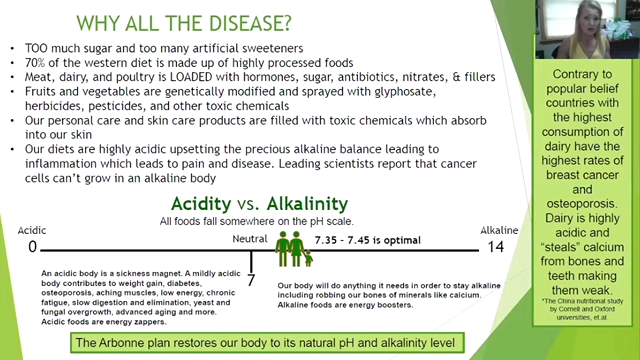 WHY ALL THE DISEASE?
• TOO much sugar and too many artificial sweeteners
• 70% of the western diet is made up of highly processed foods
• Meat, dairy, and poultry is LOADED with hormones, sugar, antibiotics, nitrates, & fillers
• Fruits and vegetables are genetically modified and sprayed with glyphosate,
herbicides, pesticides, and other toxic chemicals
• Our personal care and skin care products are filled with toxic chemicals which absorb
into our skin
• Our diets are highly acidic upsetting the precious alkaline balance leading to
inflammation which leads to pain and disease. Leading scientists report that cancer
cells can't grow in an alkaline body
Acidity vs. Alkalinity
All foods fall somewhere on the pH scale.
Acidic
0
Neutral
7
7.35 - 7.45 is optimal
Alkaline
14
An acidic body is a sickness magnet. A mildly acidic
body contributes to weight gain, diabetes,
osteoporosis, aching muscles, low energy, chronic
fatigue, slow digestion and elimination, yeast and
fungal overgrowth, advanced aging and more.
Acidic foods are energy zappers.
Our body will do anything it needs in order to stay alkaline
including robbing our bones of minerals like calcium.
Alkaline foods are energy boosters.
The Arbonne plan restores our body to its natural pH and alkalinity level
Contrary to
popular belief
countries with
the highest
consumption of
dairy have the
highest rates of
breast cancer
and
osteoporosis.
Dairy is highly
acidic and
"steals" calcium
from bones and
teeth making
them weak.
*The China nutritional study
by Cornell and Oxford
universities, et.al